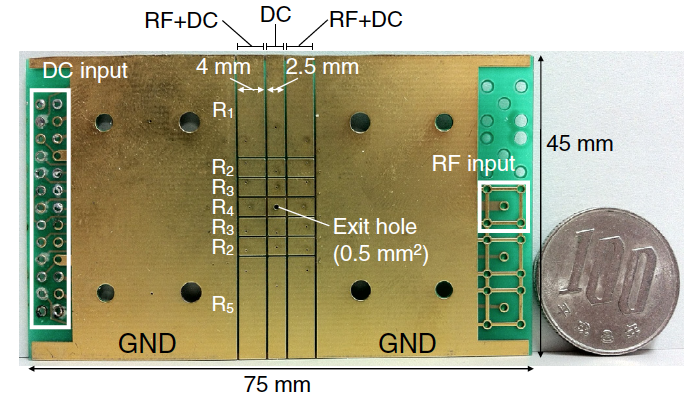 RF+DC DC RF+DC
DC input
4 mm 2.5 mm
R1
45 mm
R2
RF input
R3
R4
Exit hole
R3
(0.5 mm²)
R2
100
R5
GND GND
75 mm